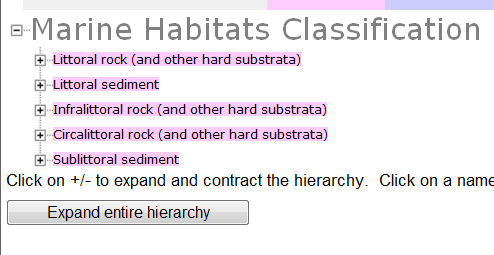 Marine Habitats Classification
Littoral rock (and other hard substrata)
Littoral sediment
Infralittoral rock (and other hard substrata)
Circalittoral rock (and other hard substrata)
Sublittoral sediment
Click on +/- to expand and contract the hierarchy.  Click on a name
Expand entire hierarchy